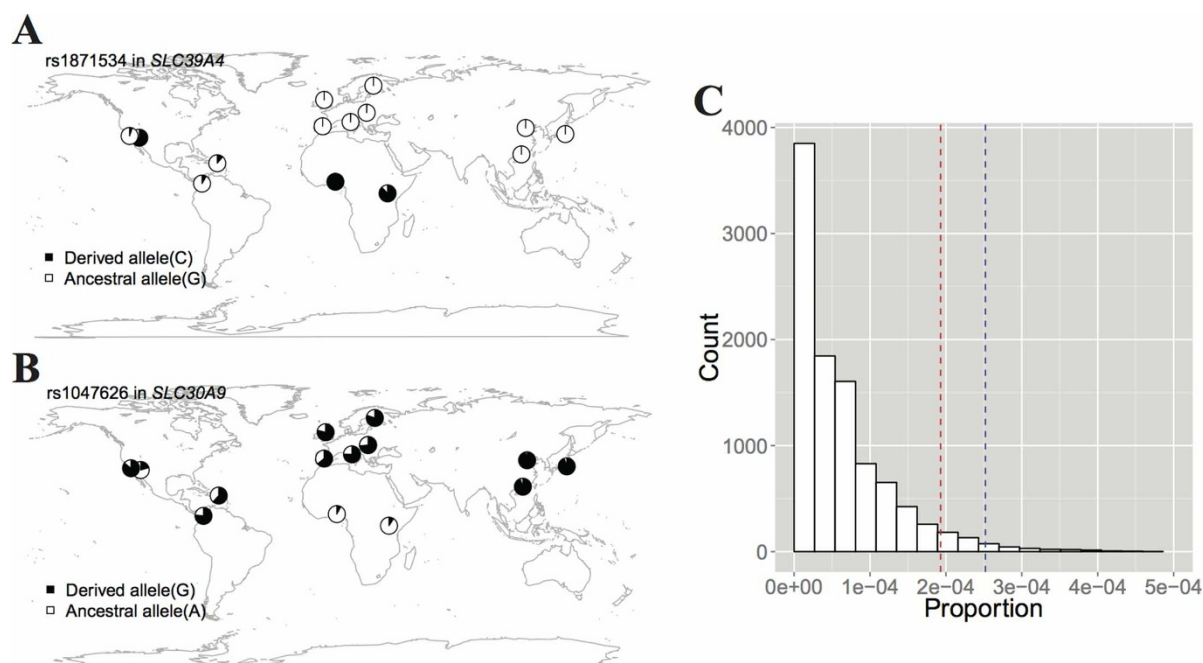 A
rs1871534 in SLC39A4
Derived allele(C)
Ancestral allele(G)
B
rs1047626 in SLC30A9
Derived allele(G)
Ancestral allele(A)
C
4000
3000
2000
1000
0
Count
0e+00 1e-04 2e-04 3e-04 4e-04 5e-04
Proportion